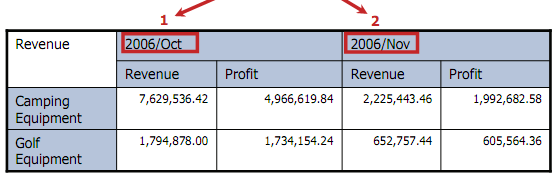 1 2
Revenue 2006/Oct 2006/Nov
Revenue Profit Revenue Profit
Camping Equipment 7,629,536.42 4,966,619.84 2,225,443.46 1,992,682.58
Golf Equipment 1,794,878.00 1,734,154.24 652,757.44 605,564.36